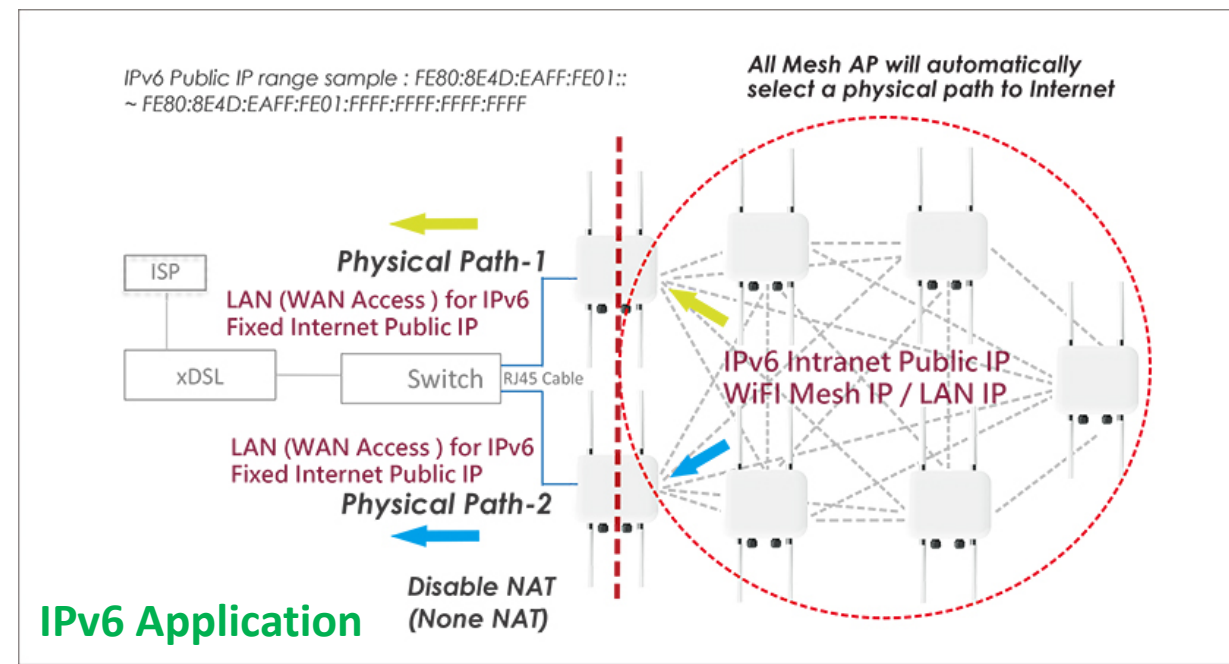 IPv6 Public IP range sample : FE80:8E4D:EAFF:FE01::
~ FE80:8E4D:EAFF:FE01:FFFF:FFFF:FFFF:FFFF
All Mesh AP will automatically
select a physical path to Internet
Physical Path-1
ISP
LAN (WAN Access ) for IPv6
Fixed Internet Public IP
xDSL
Switch
RJ45 Cable
IPv6 Intranet Public IP
WiFI Mesh IP / LAN IP
LAN (WAN Access ) for IPv6
Fixed Internet Public IP
Physical Path-2
Disable NAT
(None NAT)
IPv6 Application